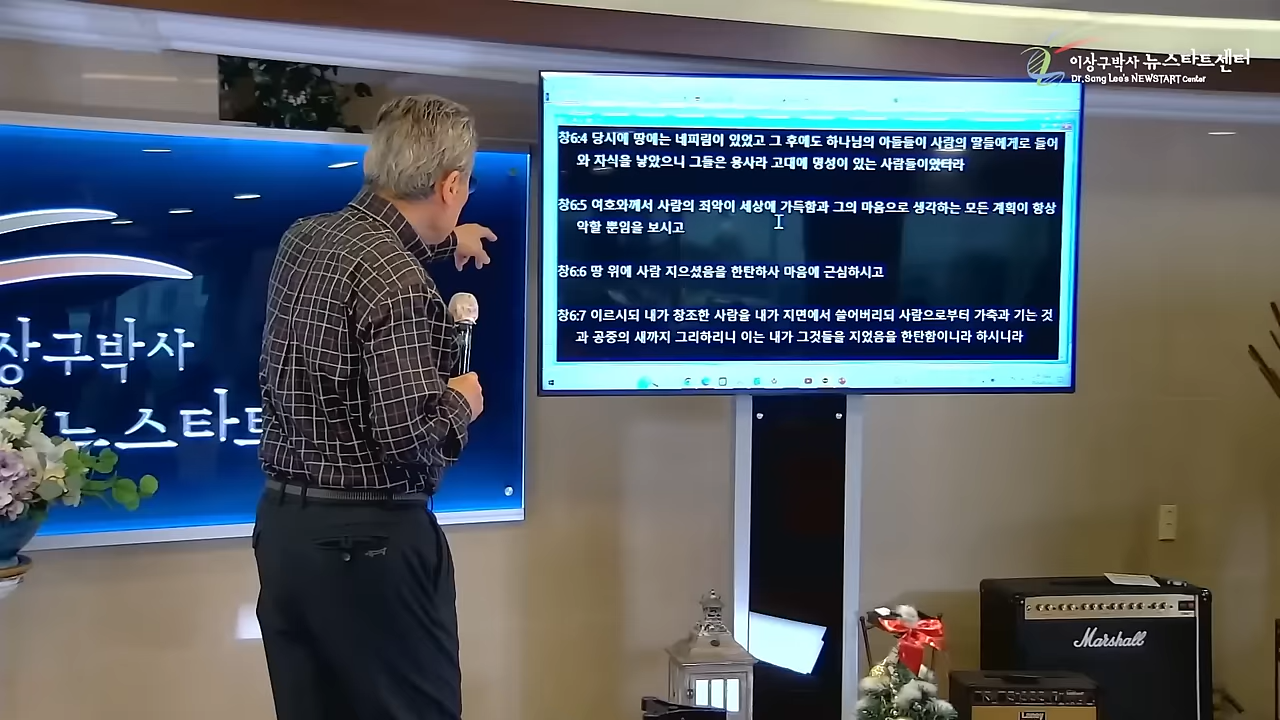 이상구박사 뉴스타트센터
Dr. Sang Lee's NEWSTART Center
창6:4 당시에 땅에는 네피림이 있었고 그 후에도 하나님의 아들들이 사람의 딸들에게로 들어
와 자식을 낳았으니 그들은 용사라 고대에 명성이 있는 사람들이었더라
창6:5 여호와께서 사람의 죄악이 세상에 가득함과 그의 마음으로 생각하는 모든 계획이 항상
악할 뿐임을 보시고
창6:6 땅 위에 사람 지으셨음을 한탄하사 마음에 근심하시고
창6:7 이르시되 내가 창조한 사람을 내가 지면에서 쓸어버리되 사람으로부터 가축과 기는 것
과 공중의 새까지 그리하리니 이는 내가 그것들을 지었음을 한탄함이니라 하시니라
상구박사
뉴스타트
Marshall
Laney